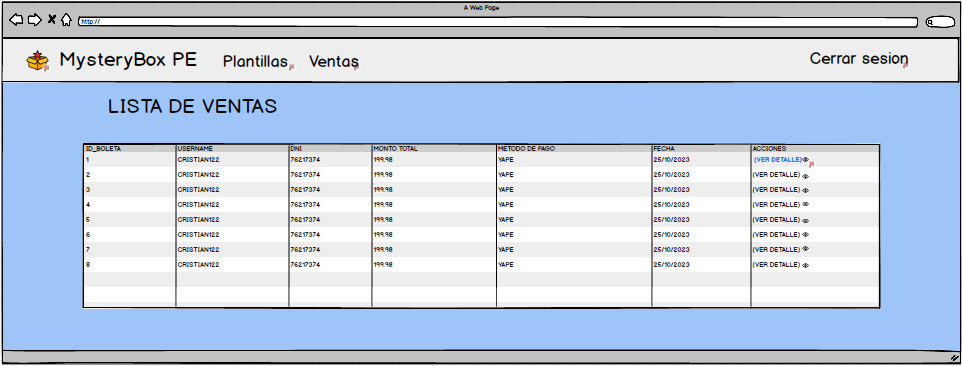 A Web Page
http://
MysteryBox PE Plantillas Ventas Cerrar sesion
LISTA DE VENTAS
ID_BOLETA USERNAME DNI MONTO TOTAL METODO DE PAGO FECHA ACCIONES
1 CRISTIAN122 76217374 199.98 YAPE 25/10/2023 (VER DETALLE)
2 CRISTIAN122 76217374 199.98 YAPE 25/10/2023 (VER DETALLE)
3 CRISTIAN122 76217374 199.98 YAPE 25/10/2023 (VER DETALLE)
4 CRISTIAN122 76217374 199.98 YAPE 25/10/2023 (VER DETALLE)
5 CRISTIAN122 76217374 199.98 YAPE 25/10/2023 (VER DETALLE)
6 CRISTIAN122 76217374 199.98 YAPE 25/10/2023 (VER DETALLE)
7 CRISTIAN122 76217374 199.98 YAPE 25/10/2023 (VER DETALLE)
8 CRISTIAN122 76217374 199.98 YAPE 25/10/2023 (VER DETALLE)